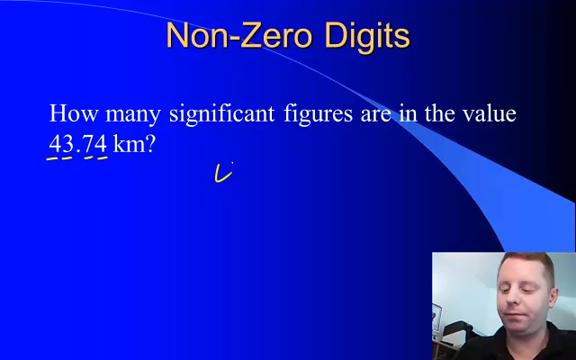 Non-Zero Digits
How many significant figures are in the value
43.74 km?